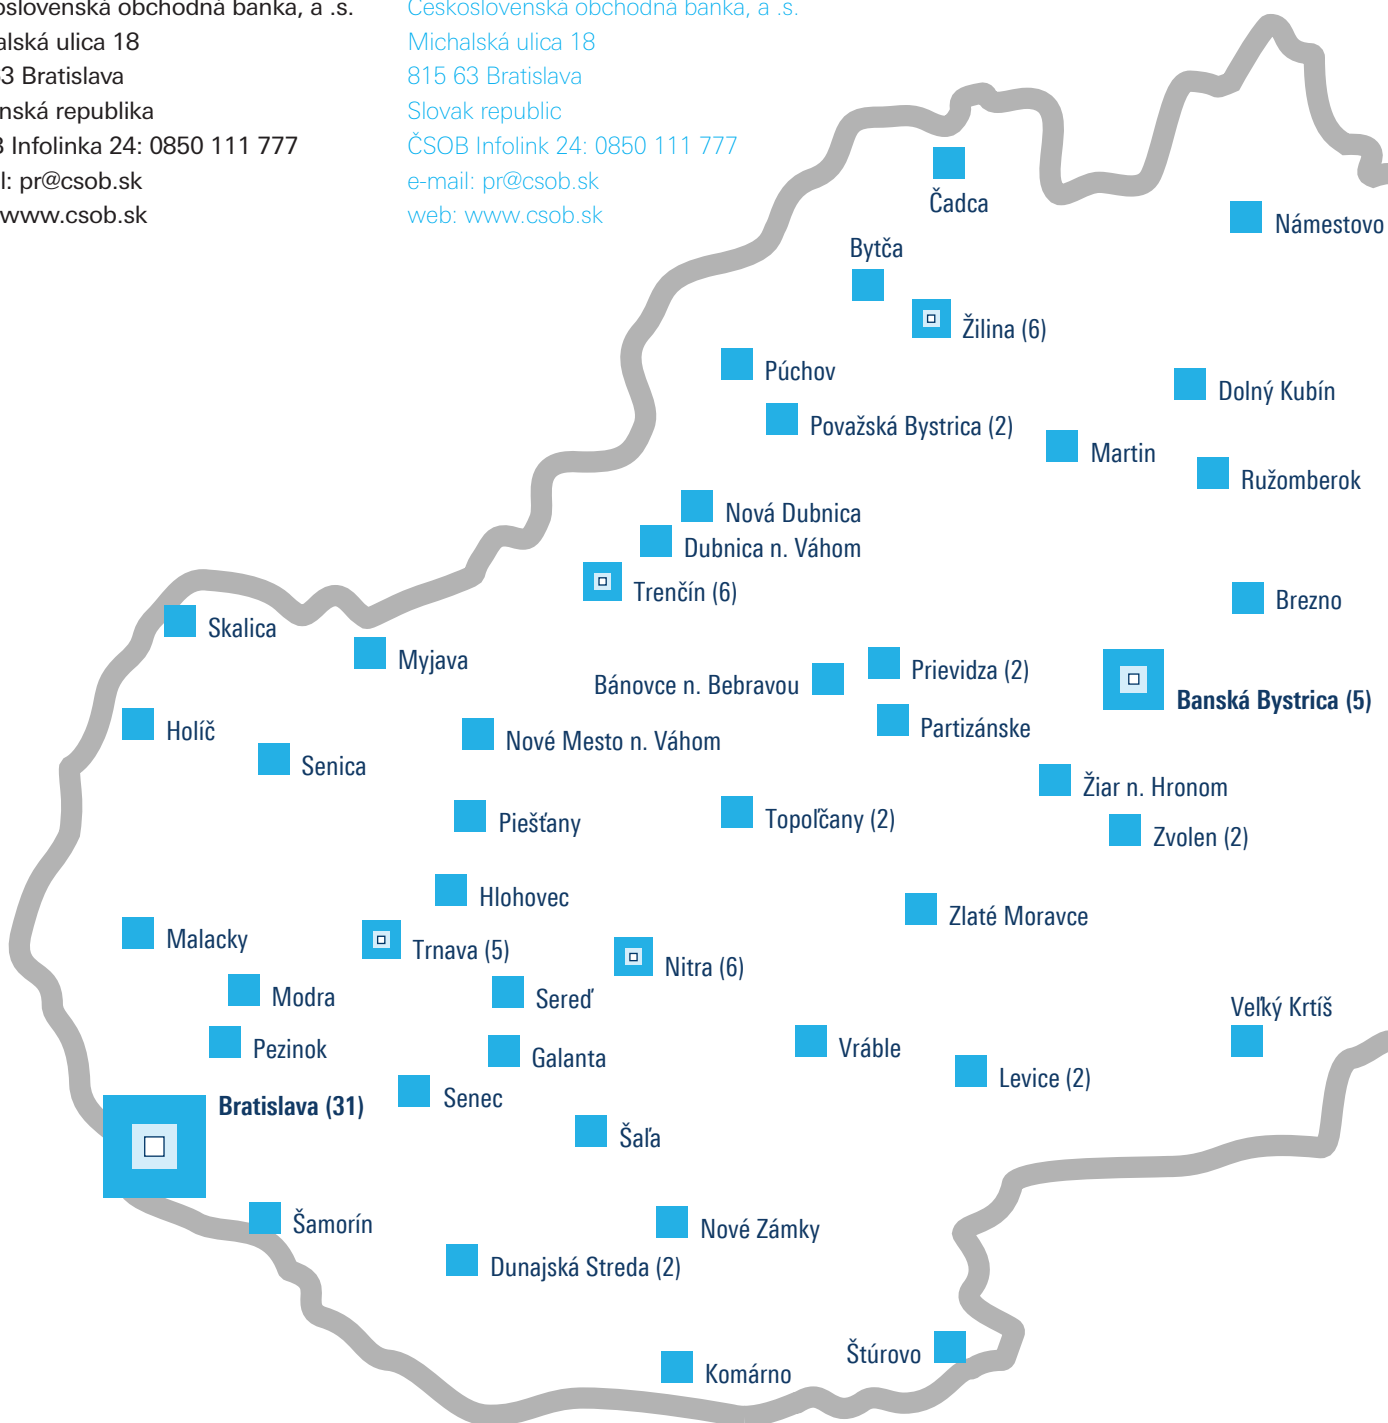 oslovenská obchodná banka, a .s.
alská ulica 18
3 Bratislava
nská republika
B Infolinka 24: 0850 111 777
l: pr@csob.sk
www.csob.sk
Československá obchodná banka, a .s.
Michalská ulica 18
815 63 Bratislava
Slovak republic
ČSOB Infolink 24: 0850 111 777
e-mail: pr@csob.sk
web: www.csob.sk
Čadca
Námestovo
Bytča
Žilina (6)
Púchov
Dolný Kubín
Považská Bystrica (2)
Martin
Ružomberok
Nová Dubnica
Dubnica n. Váhom
Trenčín (6)
Brezno
Skalica
Myjava
Prievidza (2)
Bánovce n. Bebravou
Banská Bystrica (5)
Partizánske
Holíč
Nové Mesto n. Váhom
Senica
Žiar n. Hronom
Piešťany
Topoľčany (2)
Zvolen (2)
Hlohovec
Zlaté Moravce
Malacky
Trnava (5)
Nitra (6)
Modra
Sereď
Veľký Krtíš
Pezinok
Galanta
Vráble
Levice (2)
Senec
Bratislava (31)
Šaľa
Šamorín
Nové Zámky
Dunajská Streda (2)
Štúrovo
Komárno